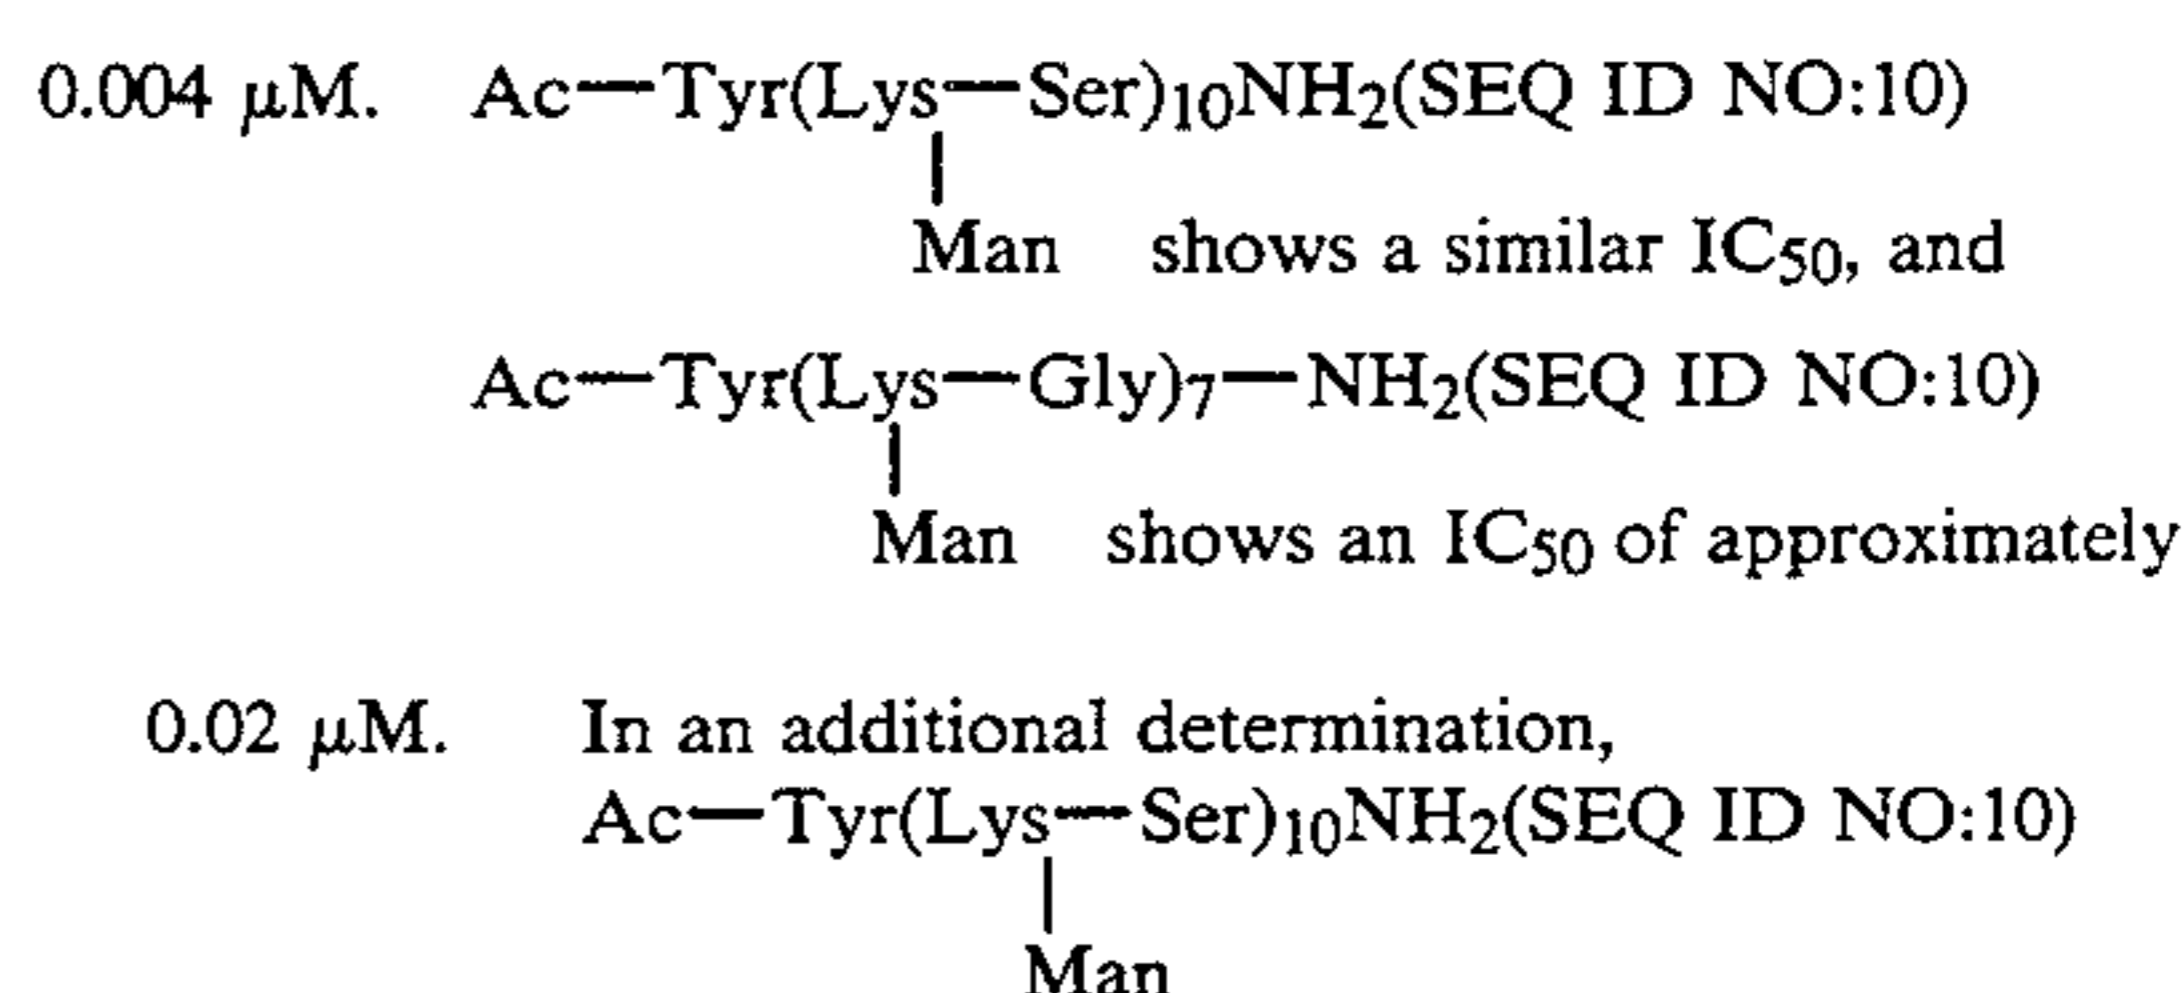 0.004 μM. Ac—Tyr(Lys—Ser)10NH2(SEQ ID NO:10)
Man shows a similar IC50, and
Ac—Tyr(Lys—Gly)7—NH2(SEQ ID NO:10)
Man shows an IC50 of approximately
0.02 μM. In an additional determination,
Ac—Tyr(Lys—Ser)10NH2(SEQ ID NO:10)
Man